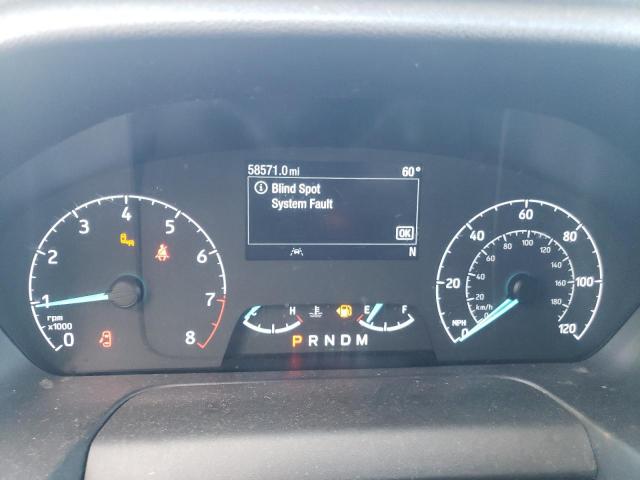 58571.0 mi 60°
Blind Spot
System Fault
OK
N
0 1 2 3 4 5 6 7 8
rpm
x1000
C H E F
P R N D M
0 20 40 60 80 100 120
MPH
0 20 40 60 80 100 120 140 160 180
km/h